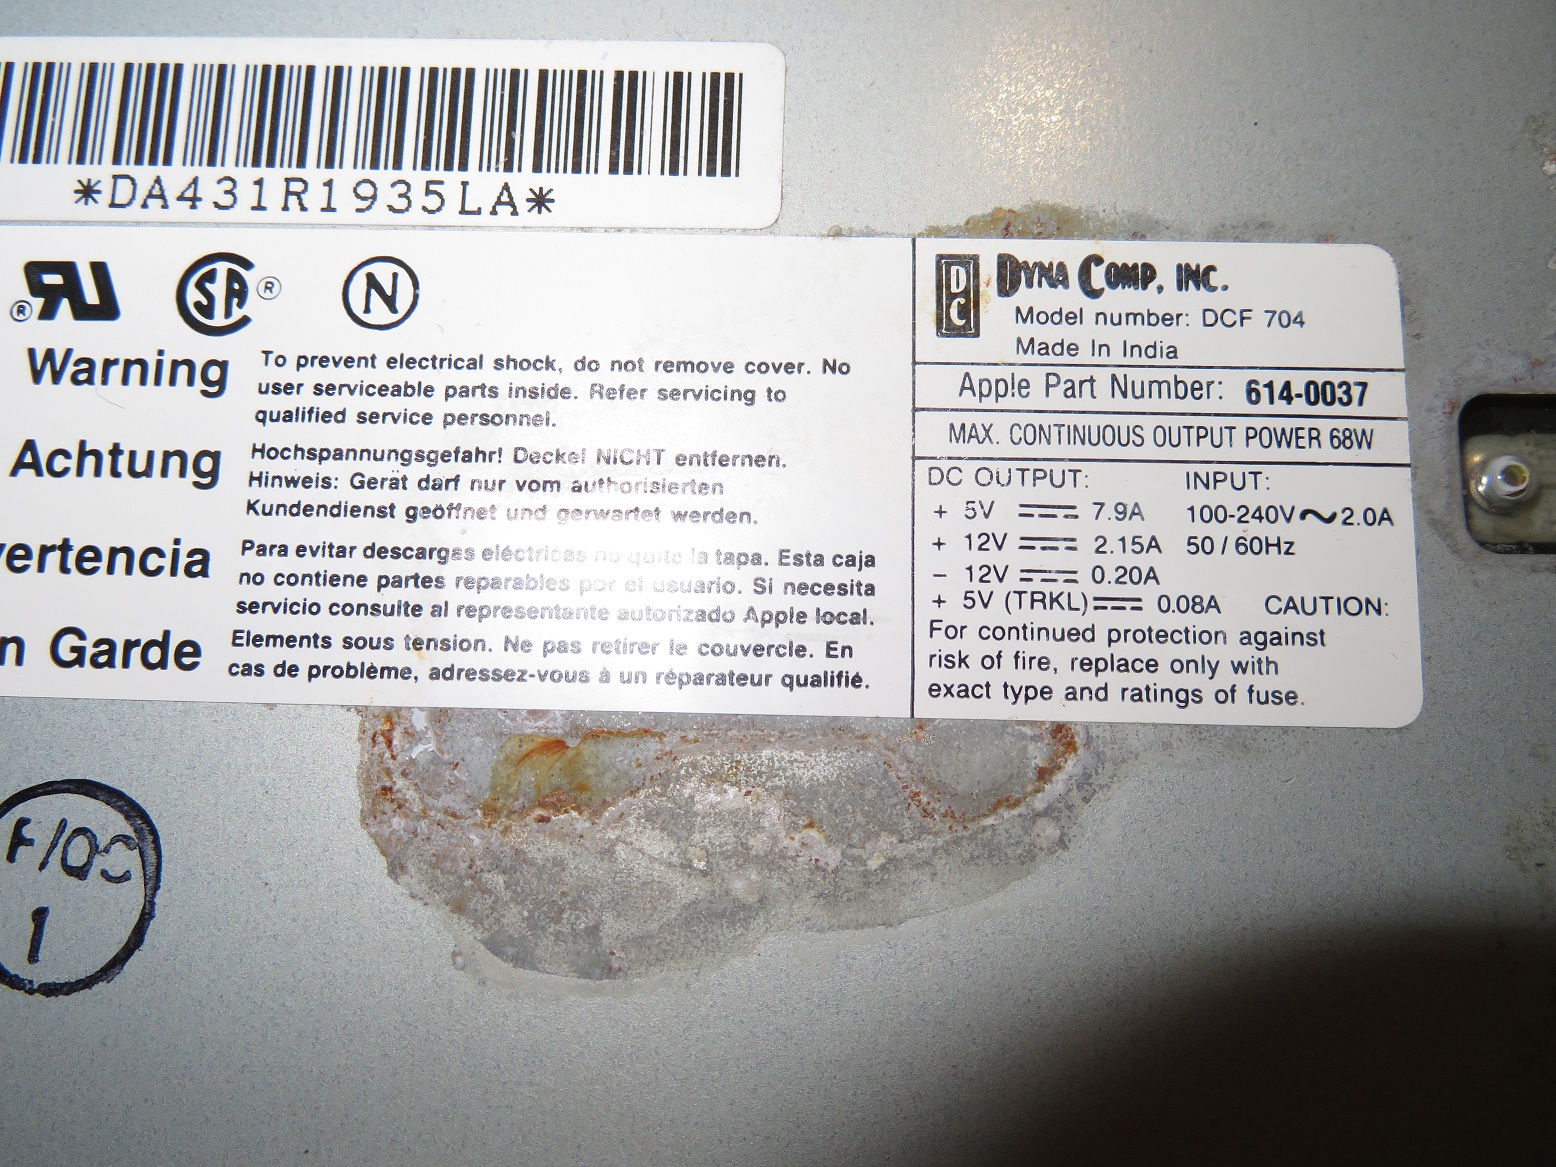 *DA431R1935LA*
® RU SA ® N
DC DYNA COMP, INC.
Model number: DCF 704
Made In India
Apple Part Number: 614-0037
MAX. CONTINUOUS OUTPUT POWER 68W
DC OUTPUT: INPUT:
+ 5V 7.9A 100-240V~2.0A
+ 12V 2.15A 50/60Hz
- 12V 0.20A
+ 5V (TRKL) 0.08A CAUTION:
For continued protection against
risk of fire, replace only with
exact type and ratings of fuse.
Warning To prevent electrical shock, do not remove cover. No
user serviceable parts inside. Refer servicing to
qualified service personnel.
Achtung Hochspannungsgefahr! Deckel NICHT entfernen.
Hinweis: Gerät darf nur vom authorisierten
Kundendienst geöffnet und gerwartet werden.
vertencia Para evitar descargas eléctricas no quite la tapa. Esta caja
no contiene partes reparables por el usuario. Si necesita
servicio consulte al representante autorizado Apple local.
n Garde Elements sous tension. Ne pas retirer le couvercle. En
cas de problème, adressez-vous à un réparateur qualifié.
1